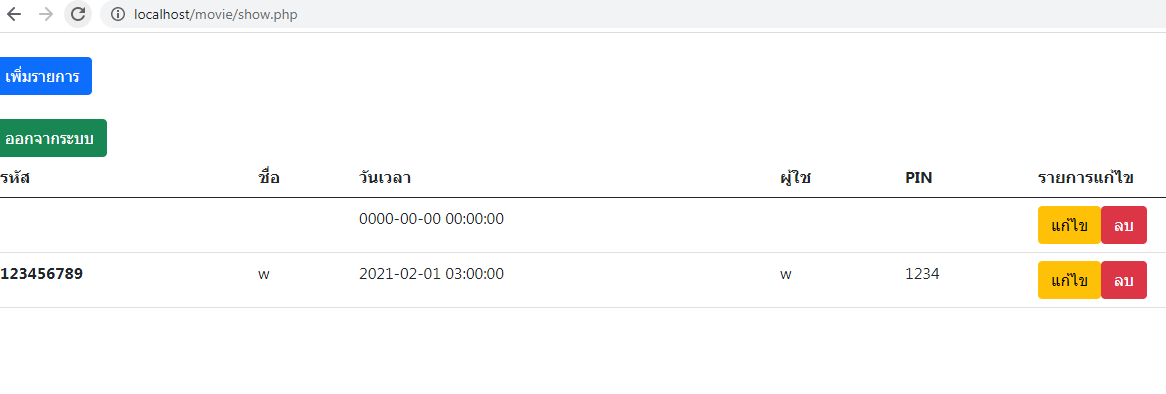 localhost/movie/show.php
เพิ่มรายการ
ออกจากระบบ
รหัส ชื่อ วันเวลา ผู้ใช PIN รายการแก้ไข
0000-00-00 00:00:00 แก้ไข ลบ
123456789 w 2021-02-01 03:00:00 w 1234 แก้ไข ลบ